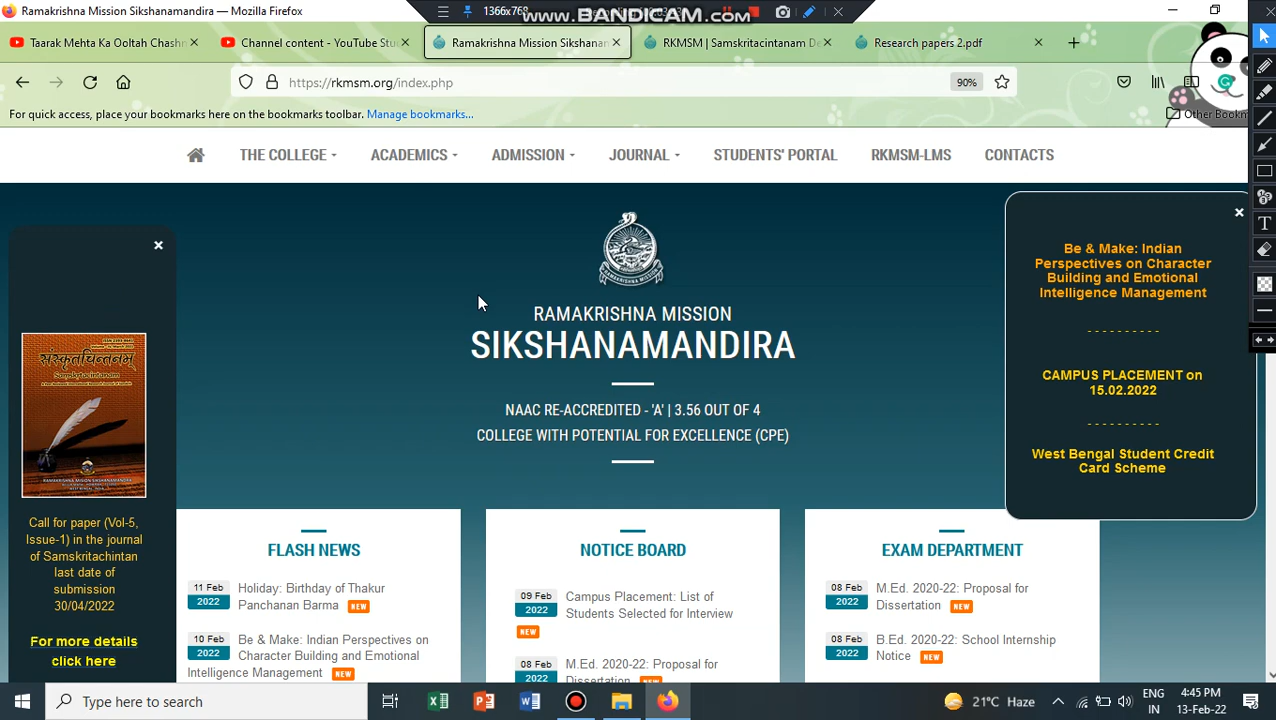 Ramakrishna Mission Sikshanamandira — Mozilla Firefox
1366x768
www.BANDICAM.com
Taarak Mehta Ka Ooltah Chashm
Channel content - YouTube Stu
Ramakrishna Mission Sikshanan
RKMSM | Samskritacintanam De
Research papers 2.pdf
https://rkmsm.org/index.php
90%
For quick access, place your bookmarks here on the bookmarks toolbar. Manage bookmarks...
Other Bookm
THE COLLEGE
ACADEMICS
ADMISSION
JOURNAL
STUDENTS' PORTAL
RKMSM-LMS
CONTACTS
RAMAKRISHNA MISSION
SIKSHANAMANDIRA
NAAC RE-ACCREDITED - 'A' | 3.56 OUT OF 4
COLLEGE WITH POTENTIAL FOR EXCELLENCE (CPE)
संस्कृतचिन्तनम्
Samskṛtacintanam
RAMAKRISHNA MISSION SIKSHANAMANDIRA
Call for paper (Vol-5,
Issue-1) in the journal
of Samskritachintan
last date of
submission
30/04/2022
For more details
click here
Be & Make: Indian
Perspectives on Character
Building and Emotional
Intelligence Management
- - - - - - - - - -
CAMPUS PLACEMENT on
15.02.2022
- - - - - - - - - -
West Bengal Student Credit
Card Scheme
FLASH NEWS
11 Feb
2022
Holiday: Birthday of Thakur
Panchanan Barma NEW
10 Feb
2022
Be & Make: Indian Perspectives on
Character Building and Emotional
Intelligence Management NEW
NOTICE BOARD
09 Feb
2022
Campus Placement: List of
Students Selected for Interview
NEW
08 Feb
2022
M.Ed. 2020-22: Proposal for
Dissertation NEW
EXAM DEPARTMENT
08 Feb
2022
M.Ed. 2020-22: Proposal for
Dissertation NEW
08 Feb
2022
B.Ed. 2020-22: School Internship
Notice NEW
Type here to search
21°C Haze
ENG
IN
4:45 PM
13-Feb-22